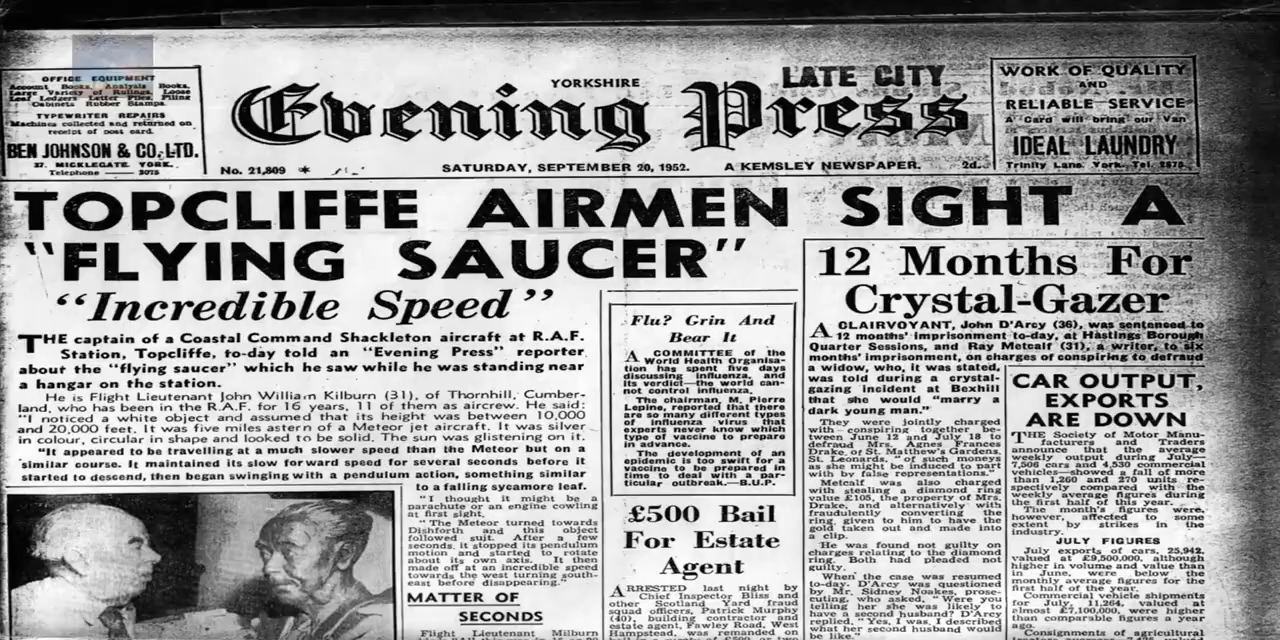 OFFICE EQUIPMENT
Account Books, Analysis Books,
Large Variety of Rulings, Loose
Leaf Ledgers Letter Files, Filing
Cabinets Rubber Stamps.
TYPEWRITER REPAIRS
Machines collected and returned on
receipt of post card.
BEN JOHNSON & CO., LTD.
37, MICKLEGATE YORK.
Telephone —— 3075
YORKSHIRE
LATE CITY
Evening Press
No. 21,809 *
SATURDAY, SEPTEMBER 20, 1952.
A KEMSLEY NEWSPAPER.
2d.
WORK OF QUALITY
AND
RELIABLE SERVICE
A Card will bring our Van
IDEAL LAUNDRY
Trinity Lane York. Tel.
TOPCLIFFE AIRMEN SIGHT A
"FLYING SAUCER"
"Incredible Speed"
THE captain of a Coastal Command Shackleton aircraft at R.A.F.
Station, Topcliffe, to-day told an "Evening Press" reporter
about the "flying saucer" which he saw while he was standing near
a hangar on the station.
He is Flight Lieutenant John William Kilburn (31), of Thornhill, Cumber-
land, who has been in the R.A.F. for 16 years, 11 of them as aircrew. He said:
"I noticed a white object and assumed that its height was between 10,000
and 20,000 feet. It was five miles astern of a Meteor jet aircraft. It was silver
in colour, circular in shape and looked to be solid. The sun was glistening on it.
"It appeared to be travelling at a much slower speed than the Meteor but on a
similar course. It maintained its slow forward speed for several seconds before it
started to descend, then began swinging with a pendulum action, something similar
to a falling sycamore leaf.
"I thought it might be a
parachute or an engine cowling
at first sight.
"The Meteor turned towards
Dishforth and this object
followed suit. After a few
seconds, it stopped its pendulum
motion and started to rotate
about its own axis. It then
made off at an incredible speed
towards the west turning south-
east before disappearing."
MATTER OF
SECONDS
Flight Lieutenant Kilburn
Flu? Grin And
Bear It
A COMMITTEE of the
World Health Organisa-
tion has spent five days
discussing influenza, and
its verdict—the world can-
not control influenza.
The chairman, M. Pierre
Lepine, reported that there
are so many different types
of influenza virus that
experts never know which
type of vaccine to prepare
in advance.
The development of an
epidemic is too swift for a
vaccine to be prepared in
time to deal with a par-
ticular outbreak.—B.U.P.
£500 Bail
For Estate
Agent
ARRESTED last night by
Chief Inspector Bliss and
other Scotland Yard fraud
squad officers, Patrick Murphy
(40), building contractor and
estate agent, Fawley Road, West
Hampstead, was remanded on
12 Months For
Crystal-Gazer
A CLAIRVOYANT, John D'Arcy (36), was sentenced to
12 months' imprisonment to-day, at Hastings Borough
Quarter Sessions, and Ray Metcalf (31), a writer, to six
months' imprisonment, on charges of conspiring to defraud
a widow, who, it was stated,
was told during a crystal-
gazing incident at Bexhill
that she would "marry a
dark young man."
They were jointly charged
with conspiring together be-
tween June 12 and July 18 to
defraud Mrs. Agnes Frances
Drake, of St. Matthew's Gardens,
St. Leonards, "of such moneys
as she might be induced to part
with by false representations."
Metcalf was also charged
with stealing a diamond ring
value £105, the property of Mrs.
Drake, and alternatively with
fraudulently converting the
ring, given to him to have the
gold taken out and made into
a clip.
He was found not guilty on
charges relating to the diamond
ring. Both had pleaded not
guilty.
When the case was resumed
to-day, D'Arcy was questioned
by Mr. Sidney Noakes, prose-
cuting, who asked, "Were you
telling her she was likely to
have a second husband? D'Arcy
replied, "Yes, I was. I described
what her second husband would
be like."
CAR OUTPUT,
EXPORTS
ARE DOWN
THE Society of Motor Manu-
facturers and Traders
announce that the average
weekly output during July—
7,506 cars and 4,530 commercial
vehicles—showed a fall of more
than 1,260 and 270 units re-
spectively compared with the
weekly average figures during
the first half of this year.
The month's figures were,
however, affected to some
extent by strikes in the
industry.
JULY FIGURES
July exports of cars, 25,942,
valued at £9,500,000, although
higher in volume and value than
in June, were below the
monthly average figures for the
first half of the year.
Commercial vehicle shipments
for July, 11,264, valued at
almost £7,100,000, were higher
than comparable figures a year
ago.
Consignments of agricultural